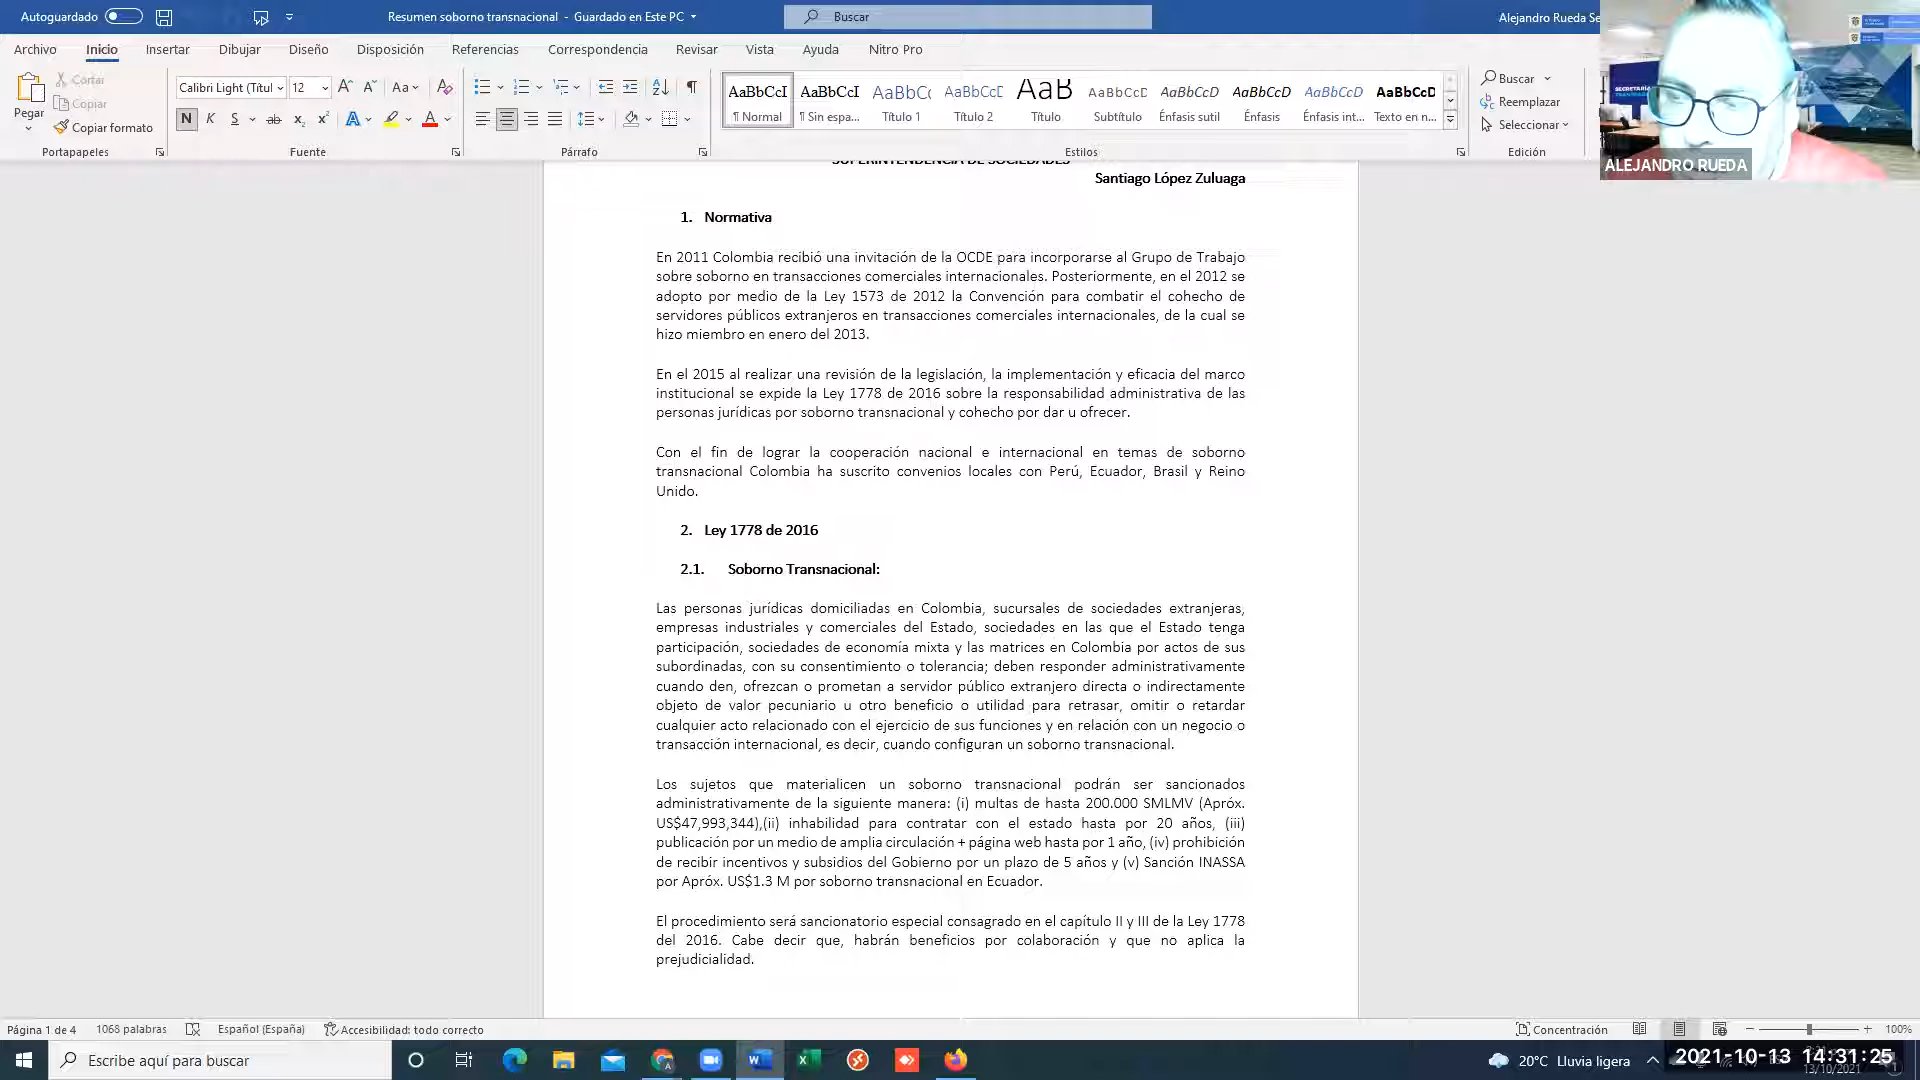 Autoguardado
Resumen soborno transnacional - Guardado en Este PC
Buscar
Alejandro Rueda Se
Archivo Inicio Insertar Dibujar Diseño Disposición Referencias Correspondencia Revisar Vista Ayuda Nitro Pro
Pegar
Cortar
Copiar
Copiar formato
Portapapeles
Calibri Light (Títul 12
Fuente
Párrafo
AaBbCcI AaBbCcI AaBbC AaBbCcC AaB AaBbCcD AaBbCcD AaBbCcD AaBbCcD AaBbCcD
¶ Normal ¶ Sin espa... Título 1 Título 2 Título Subtítulo Énfasis sutil Énfasis Énfasis int... Texto en n...
Estilos
Buscar
Reemplazar
Seleccionar
Edición
ALEJANDRO RUEDA
SUPERINTENDENCIA DE SOCIEDADES
Santiago López Zuluaga
1. Normativa
En 2011 Colombia recibió una invitación de la OCDE para incorporarse al Grupo de Trabajo
sobre soborno en transacciones comerciales internacionales. Posteriormente, en el 2012 se
adopto por medio de la Ley 1573 de 2012 la Convención para combatir el cohecho de
servidores públicos extranjeros en transacciones comerciales internacionales, de la cual se
hizo miembro en enero del 2013.
En el 2015 al realizar una revisión de la legislación, la implementación y eficacia del marco
institucional se expide la Ley 1778 de 2016 sobre la responsabilidad administrativa de las
personas jurídicas por soborno transnacional y cohecho por dar u ofrecer.
Con el fin de lograr la cooperación nacional e internacional en temas de soborno
transnacional Colombia ha suscrito convenios locales con Perú, Ecuador, Brasil y Reino
Unido.
2. Ley 1778 de 2016
2.1. Soborno Transnacional:
Las personas jurídicas domiciliadas en Colombia, sucursales de sociedades extranjeras,
empresas industriales y comerciales del Estado, sociedades en las que el Estado tenga
participación, sociedades de economía mixta y las matrices en Colombia por actos de sus
subordinadas, con su consentimiento o tolerancia; deben responder administrativamente
cuando den, ofrezcan o prometan a servidor público extranjero directa o indirectamente
objeto de valor pecuniario u otro beneficio o utilidad para retrasar, omitir o retardar
cualquier acto relacionado con el ejercicio de sus funciones y en relación con un negocio o
transacción internacional, es decir, cuando configuran un soborno transnacional.
Los sujetos que materialicen un soborno transnacional podrán ser sancionados
administrativamente de la siguiente manera: (i) multas de hasta 200.000 SMLMV (Apróx.
US$47,993,344),(ii) inhabilidad para contratar con el estado hasta por 20 años, (iii)
publicación por un medio de amplia circulación + página web hasta por 1 año, (iv) prohibición
de recibir incentivos y subsidios del Gobierno por un plazo de 5 años y (v) Sanción INASSA
por Apróx. US$1.3 M por soborno transnacional en Ecuador.
El procedimiento será sancionatorio especial consagrado en el capítulo II y III de la Ley 1778
del 2016. Cabe decir que, habrán beneficios por colaboración y que no aplica la
prejudicialidad.
Página 1 de 4 1068 palabras Español (España) Accesibilidad: todo correcto
Concentración
100%
Escribe aquí para buscar
20°C Lluvia ligera
2021-10-13 14:31:25
13/10/2021